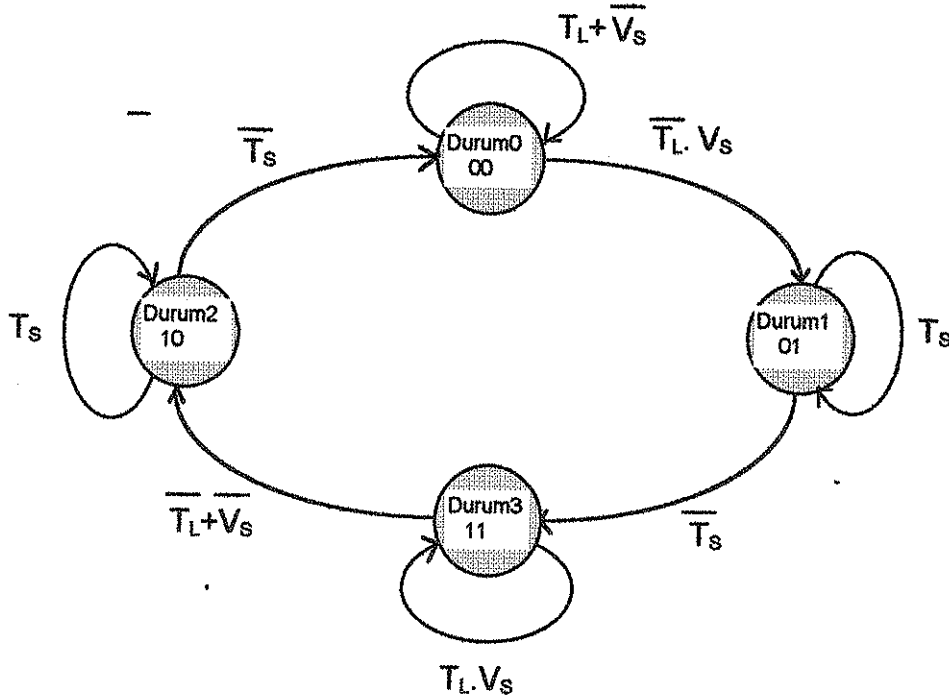 T_L+V̅_S̅
T̅_S̅
Durum0
00
T̅_L̅. V_S
T_S
Durum2
10
Durum1
01
T_S
T̅_L̅+V̅_S̅
Durum3
11
T̅_S̅
T_L.V_S